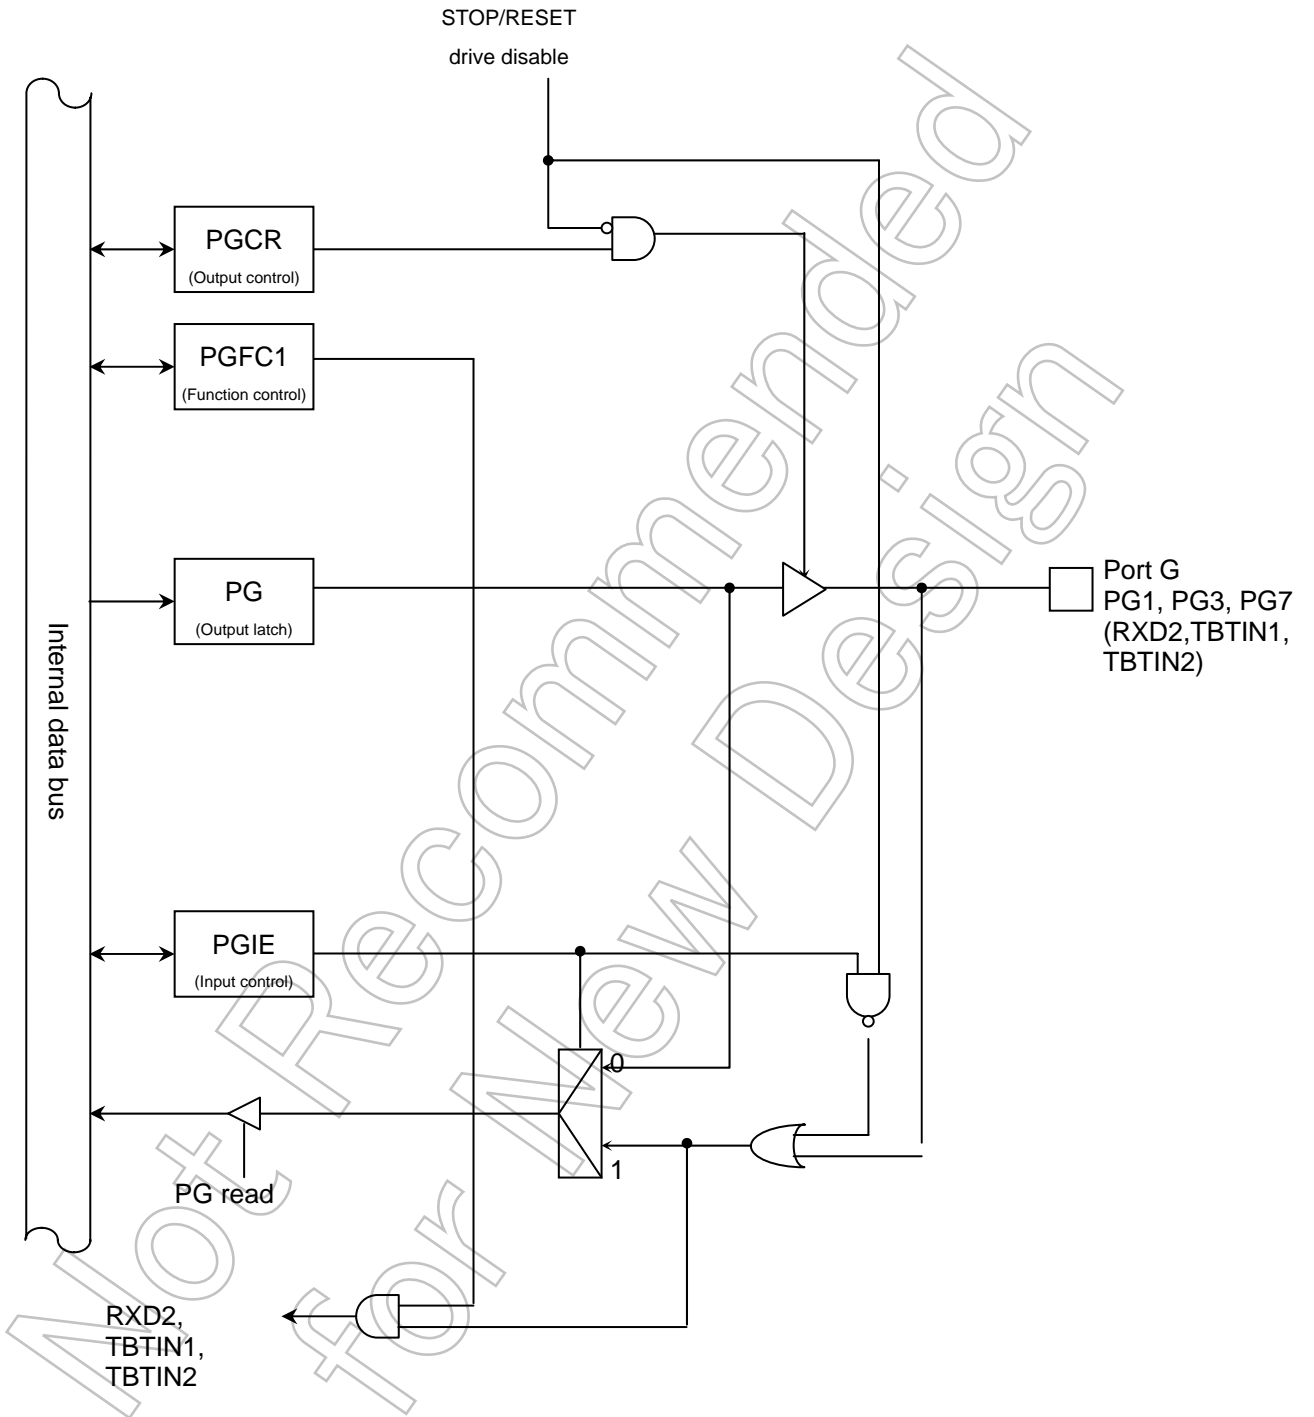 STOP/RESET
drive disable
PGCR
(Output control)
PGFC1
(Function control)
PG
(Output latch)
Port G
PG1, PG3, PG7
(RXD2,TBTIN1,
TBTIN2)
Internal data bus
PGIE
(Input control)
0
1
PG read
RXD2,
TBTIN1,
TBTIN2
Not Recommended
for New Design